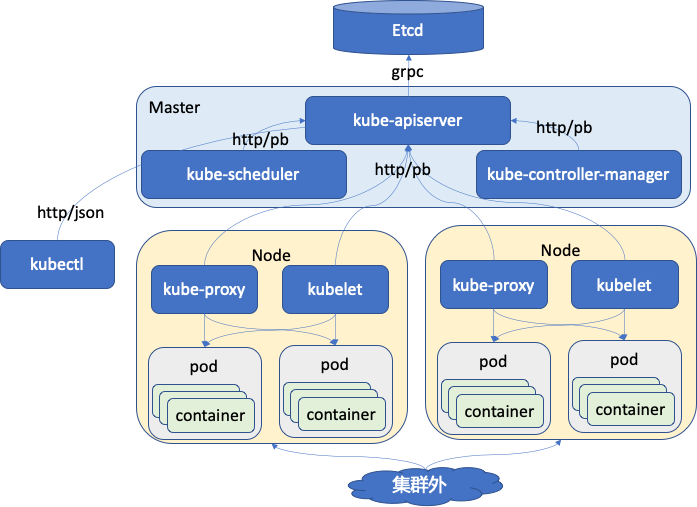 Etcd
grpc
Master
kube-apiserver
http/pb
http/pb
kube-scheduler
http/pb
kube-controller-manager
http/json
kubectl
Node
kube-proxy
kubelet
pod
container
pod
container
Node
kube-proxy
kubelet
pod
container
pod
container
集群外